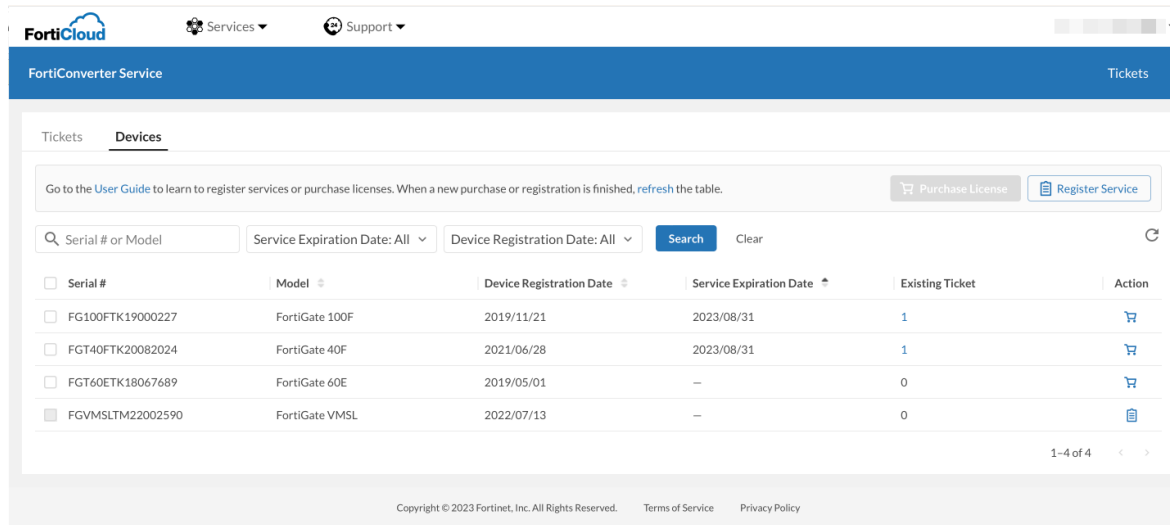 FortiCloud Services Support
24
FortiConverter Service Tickets
Tickets Devices
Go to the User Guide to learn to register services or purchase licenses. When a new purchase or registration is finished, refresh the table. Purchase License Register Service
Serial # or Model Service Expiration Date: All Device Registration Date: All Search Clear
Serial # Model Device Registration Date Service Expiration Date Existing Ticket Action
FG100FTK19000227 FortiGate 100F 2019/11/21 2023/08/31 1
FGT40FTK20082024 FortiGate 40F 2021/06/28 2023/08/31 1
FGT60ETK18067689 FortiGate 60E 2019/05/01 — 0
FGVMSLTM22002590 FortiGate VMSL 2022/07/13 — 0
1–4 of 4
Copyright © 2023 Fortinet, Inc. All Rights Reserved. Terms of Service Privacy Policy